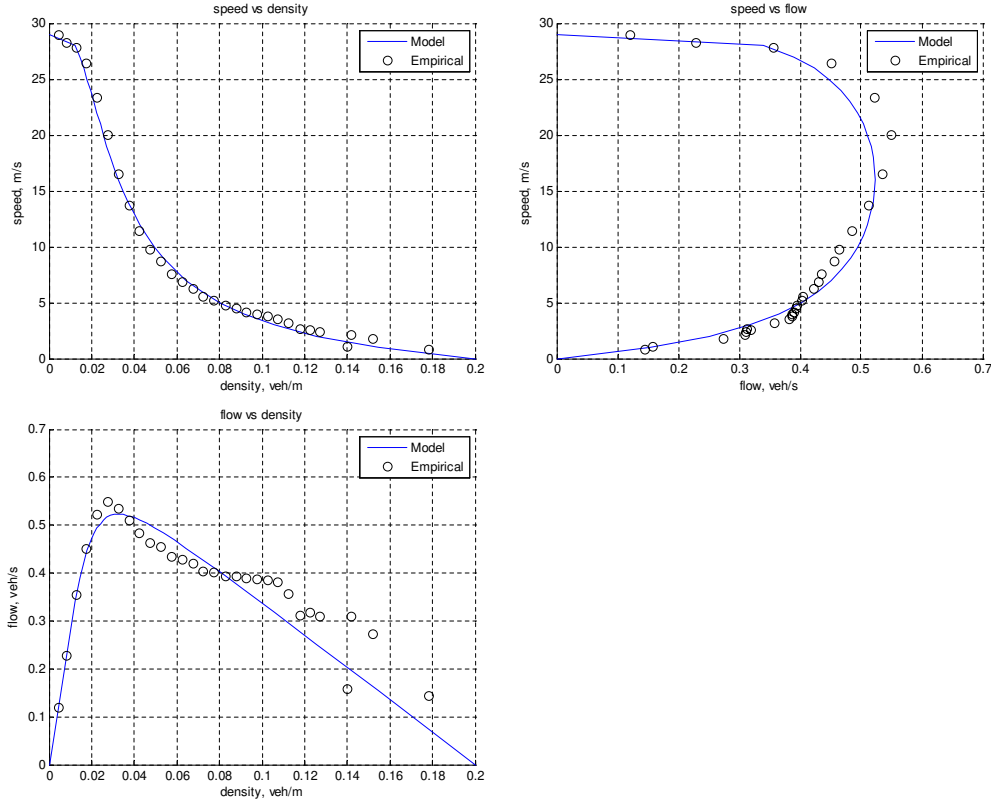 speed vs density
30
25
20
15
10
5
0
speed, m/s
Model
Empirical
0 0.02 0.04 0.06 0.08 0.1 0.12 0.14 0.16 0.18 0.2
density, veh/m
speed vs flow
30
25
20
15
10
5
0
speed, m/s
Model
Empirical
0 0.1 0.2 0.3 0.4 0.5 0.6 0.7
flow, veh/s
flow vs density
0.7
0.6
0.5
0.4
0.3
0.2
0.1
0
flow, veh/s
Model
Empirical
0 0.02 0.04 0.06 0.08 0.1 0.12 0.14 0.16 0.18 0.2
density, veh/m